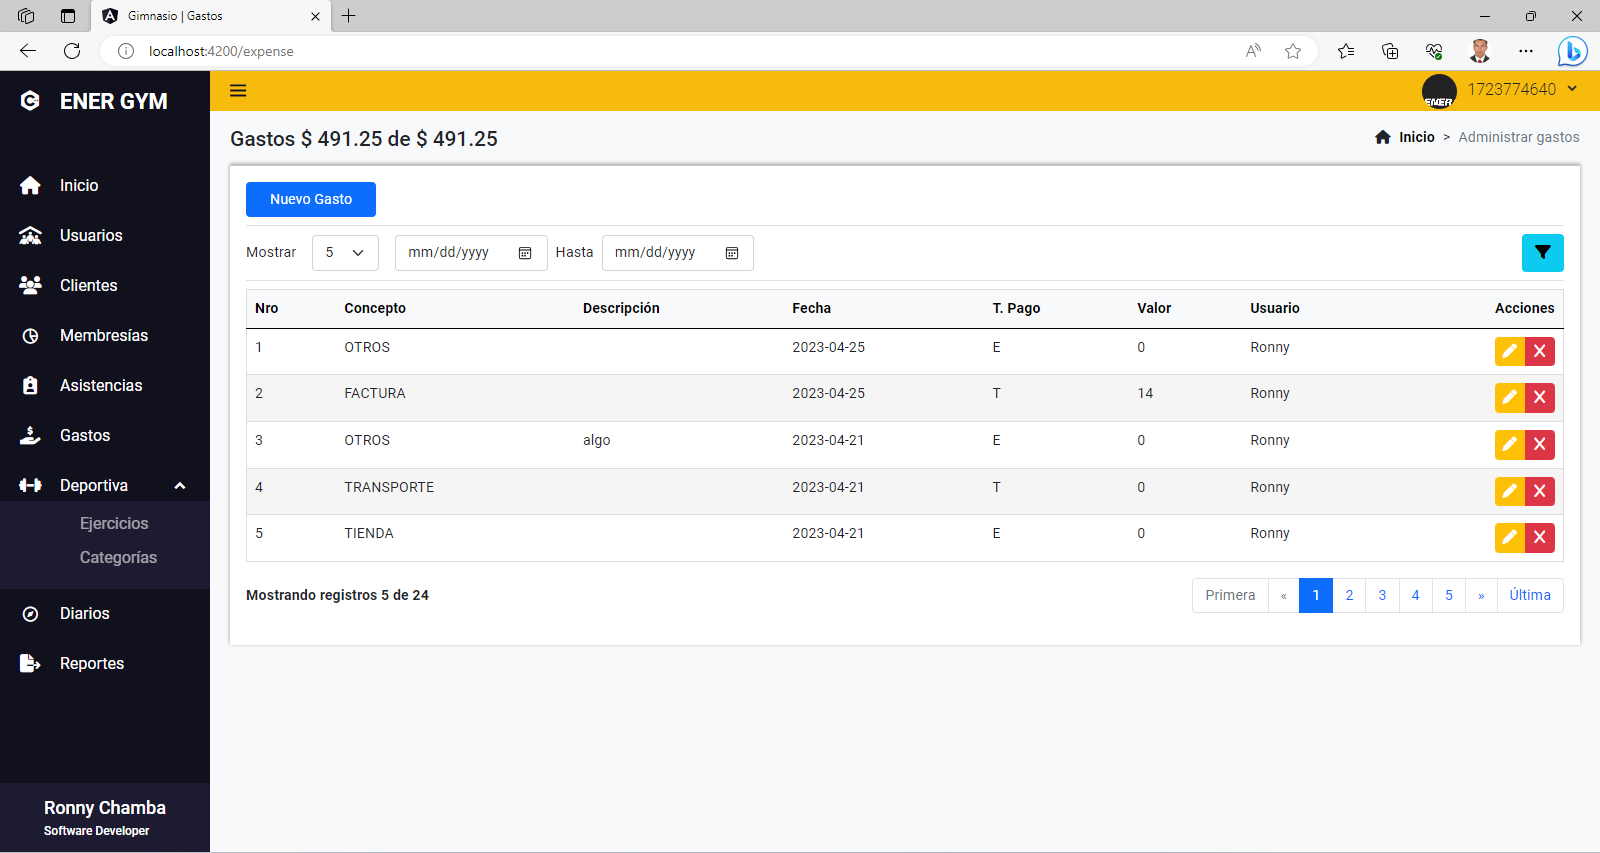 Gimnasio | Gastos
localhost:4200/expense
ENER GYM
ENER
1723774640
Gastos $ 491.25 de $ 491.25
Inicio > Administrar gastos
Inicio
Usuarios
Clientes
Membresías
Asistencias
Gastos
Deportiva
Ejercicios
Categorías
Diarios
Reportes
Ronny Chamba
Software Developer
Nuevo Gasto
Mostrar 5 mm/dd/yyyy Hasta mm/dd/yyyy
Nro Concepto Descripción Fecha T. Pago Valor Usuario Acciones
1 OTROS 2023-04-25 E 0 Ronny
2 FACTURA 2023-04-25 T 14 Ronny
3 OTROS algo 2023-04-21 E 0 Ronny
4 TRANSPORTE 2023-04-21 T 0 Ronny
5 TIENDA 2023-04-21 E 0 Ronny
Mostrando registros 5 de 24
Primera « 1 2 3 4 5 » Última